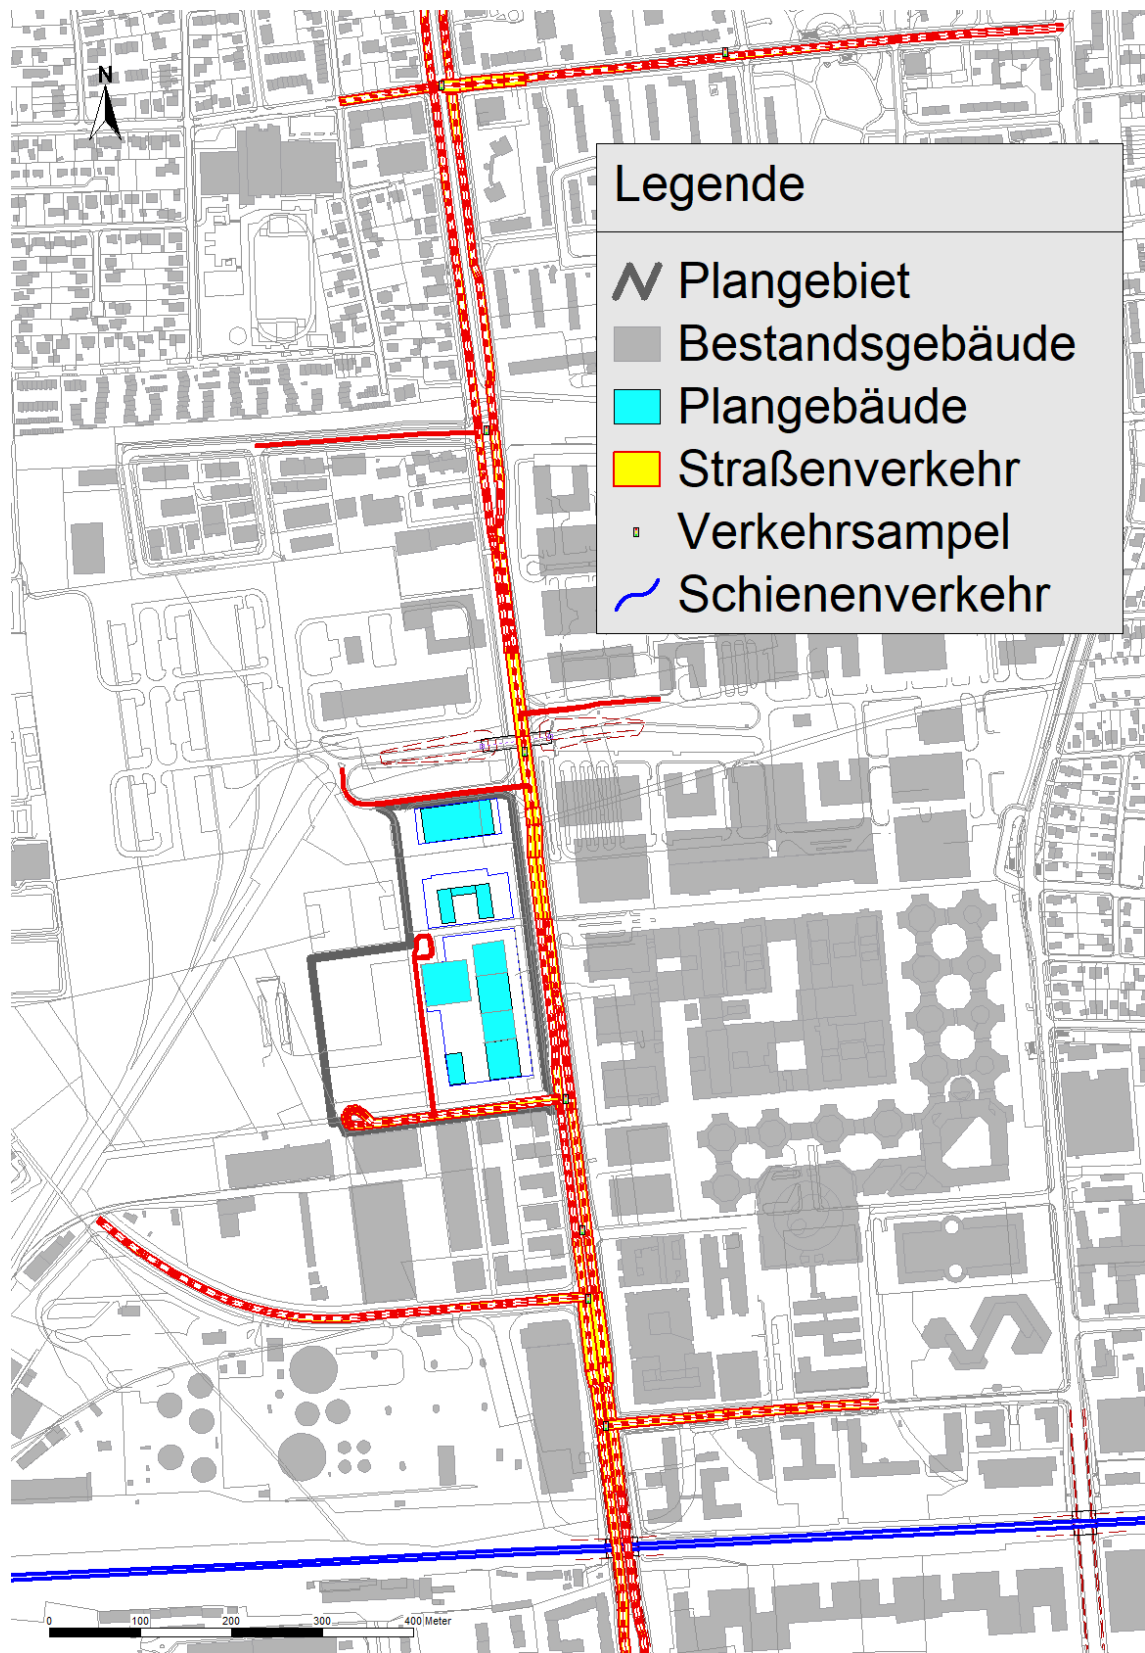 N
Legende
Plangebiet
Bestandsgebäude
Plangebäude
Straßenverkehr
Verkehrsampel
Schienenverkehr
0 100 200 300 400 Meter